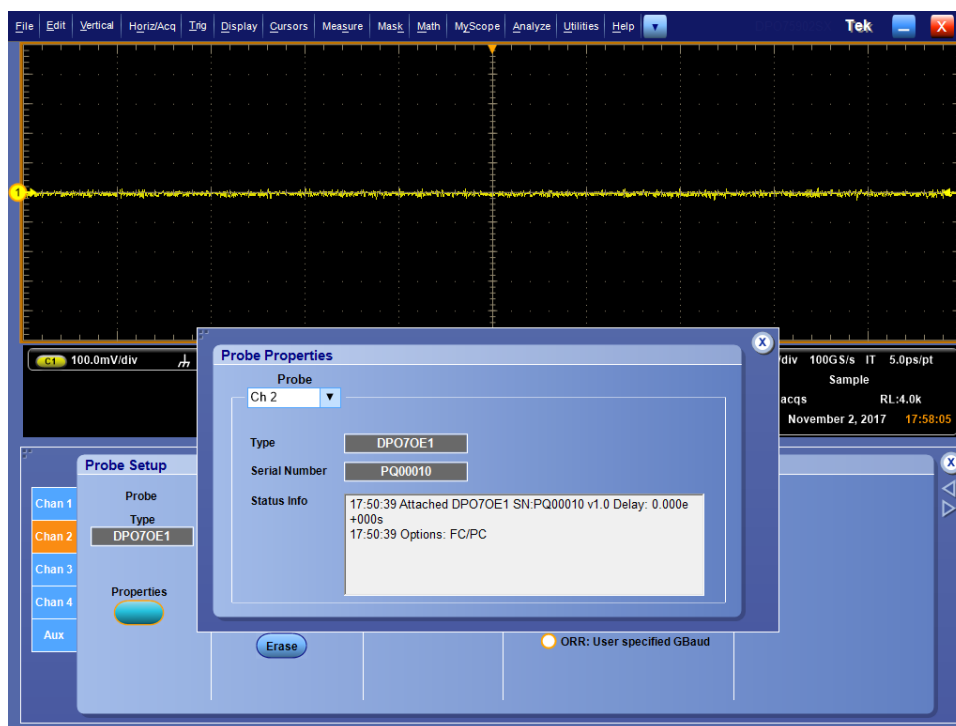 File Edit Vertical Horiz/Acq Trig Display Cursors Measure Mask Math MyScope Analyze Utilities Help Tek X
1
C1 100.0mV/div
/div 100GS/s IT 5.0ps/pt
Sample
acqs RL:4.0k
November 2, 2017 17:58:05
Probe Properties X
Probe
Ch 2
Type DPO7OE1
Serial Number PQ00010
Status Info
17:50:39 Attached DPO7OE1 SN:PQ00010 v1.0 Delay: 0.000e
+000s
17:50:39 Options: FC/PC
Probe Setup X
Chan 1
Chan 2
Chan 3
Chan 4
Aux
Probe
Type
DPO7OE1
Properties
Erase
ORR: User specified GBaud